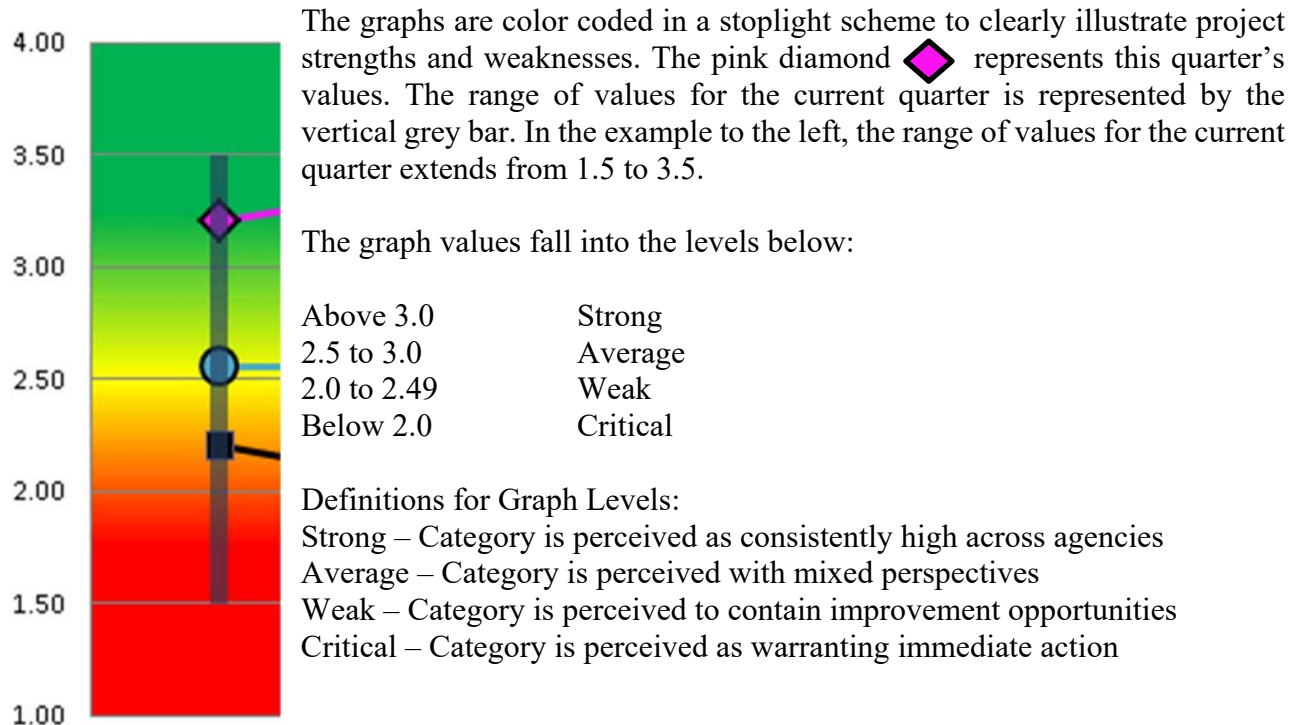 4.00
3.50
3.00
2.50
2.00
1.50
1.00
The graphs are color coded in a stoplight scheme to clearly illustrate project
strengths and weaknesses. The pink diamond represents this quarter’s
values. The range of values for the current quarter is represented by the
vertical grey bar. In the example to the left, the range of values for the current
quarter extends from 1.5 to 3.5.
The graph values fall into the levels below:
Above 3.0 Strong
2.5 to 3.0 Average
2.0 to 2.49 Weak
Below 2.0 Critical
Definitions for Graph Levels:
Strong – Category is perceived as consistently high across agencies
Average – Category is perceived with mixed perspectives
Weak – Category is perceived to contain improvement opportunities
Critical – Category is perceived as warranting immediate action